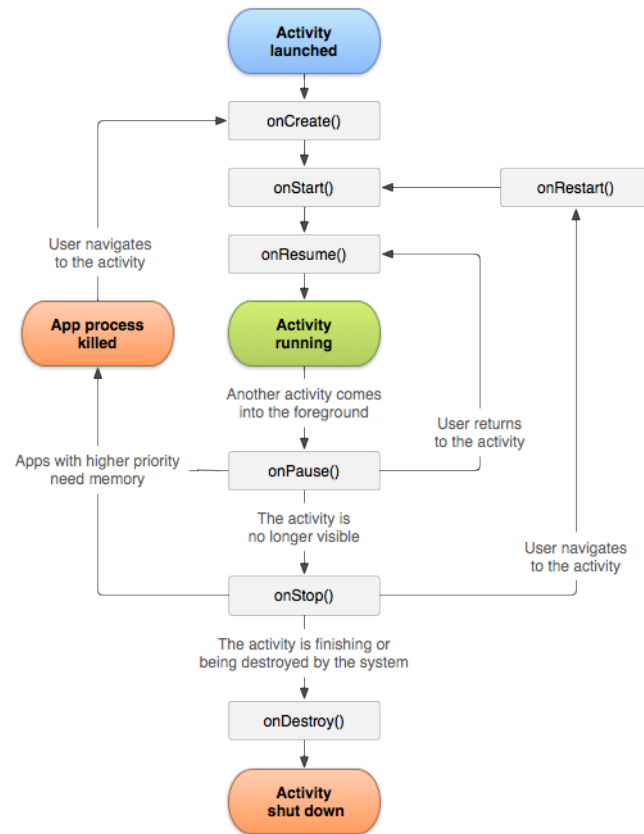 Activity
launched
onCreate()
onStart()
onRestart()
User navigates
to the activity
onResume()
App process
killed
Activity
running
Another activity comes
into the foreground
User returns
to the activity
Apps with higher priority
need memory
onPause()
The activity is
no longer visible
User navigates
to the activity
onStop()
The activity is finishing or
being destroyed by the system
onDestroy()
Activity
shut down